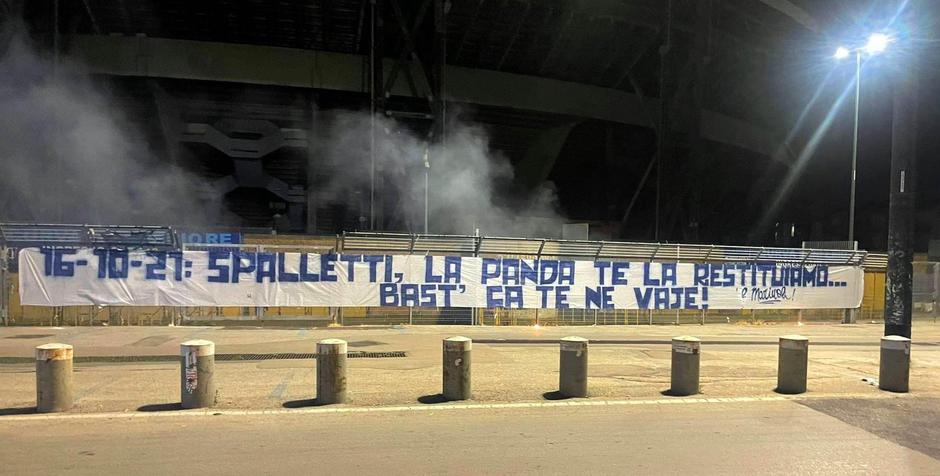 16-10-21: SPALLETTI, LA PANDA TE LA RESTITUIAMO...
BAST' CA TE NE VAJE!